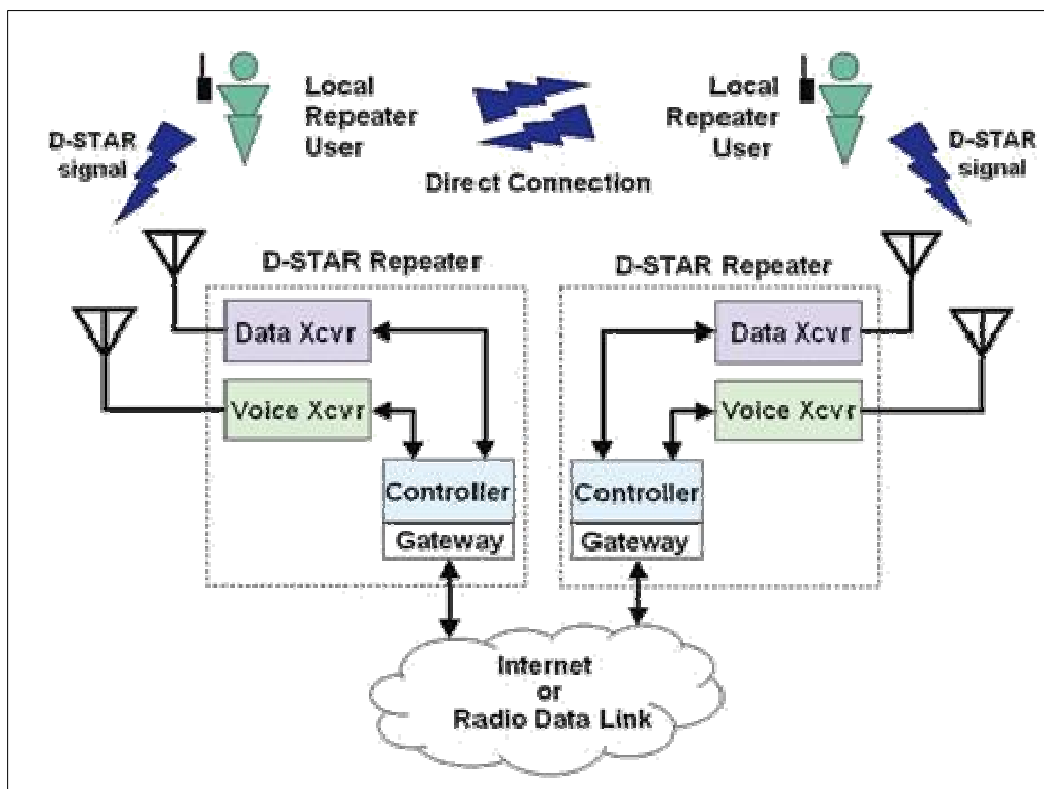 Local
Repeater
User
D-STAR
signal
Direct Connection
Local
Repeater
User
D-STAR
signal
D-STAR Repeater
Data Xcvr
Voice Xcvr
Controller
Gateway
D-STAR Repeater
Data Xcvr
Voice Xcvr
Controller
Gateway
Internet
or
Radio Data Link